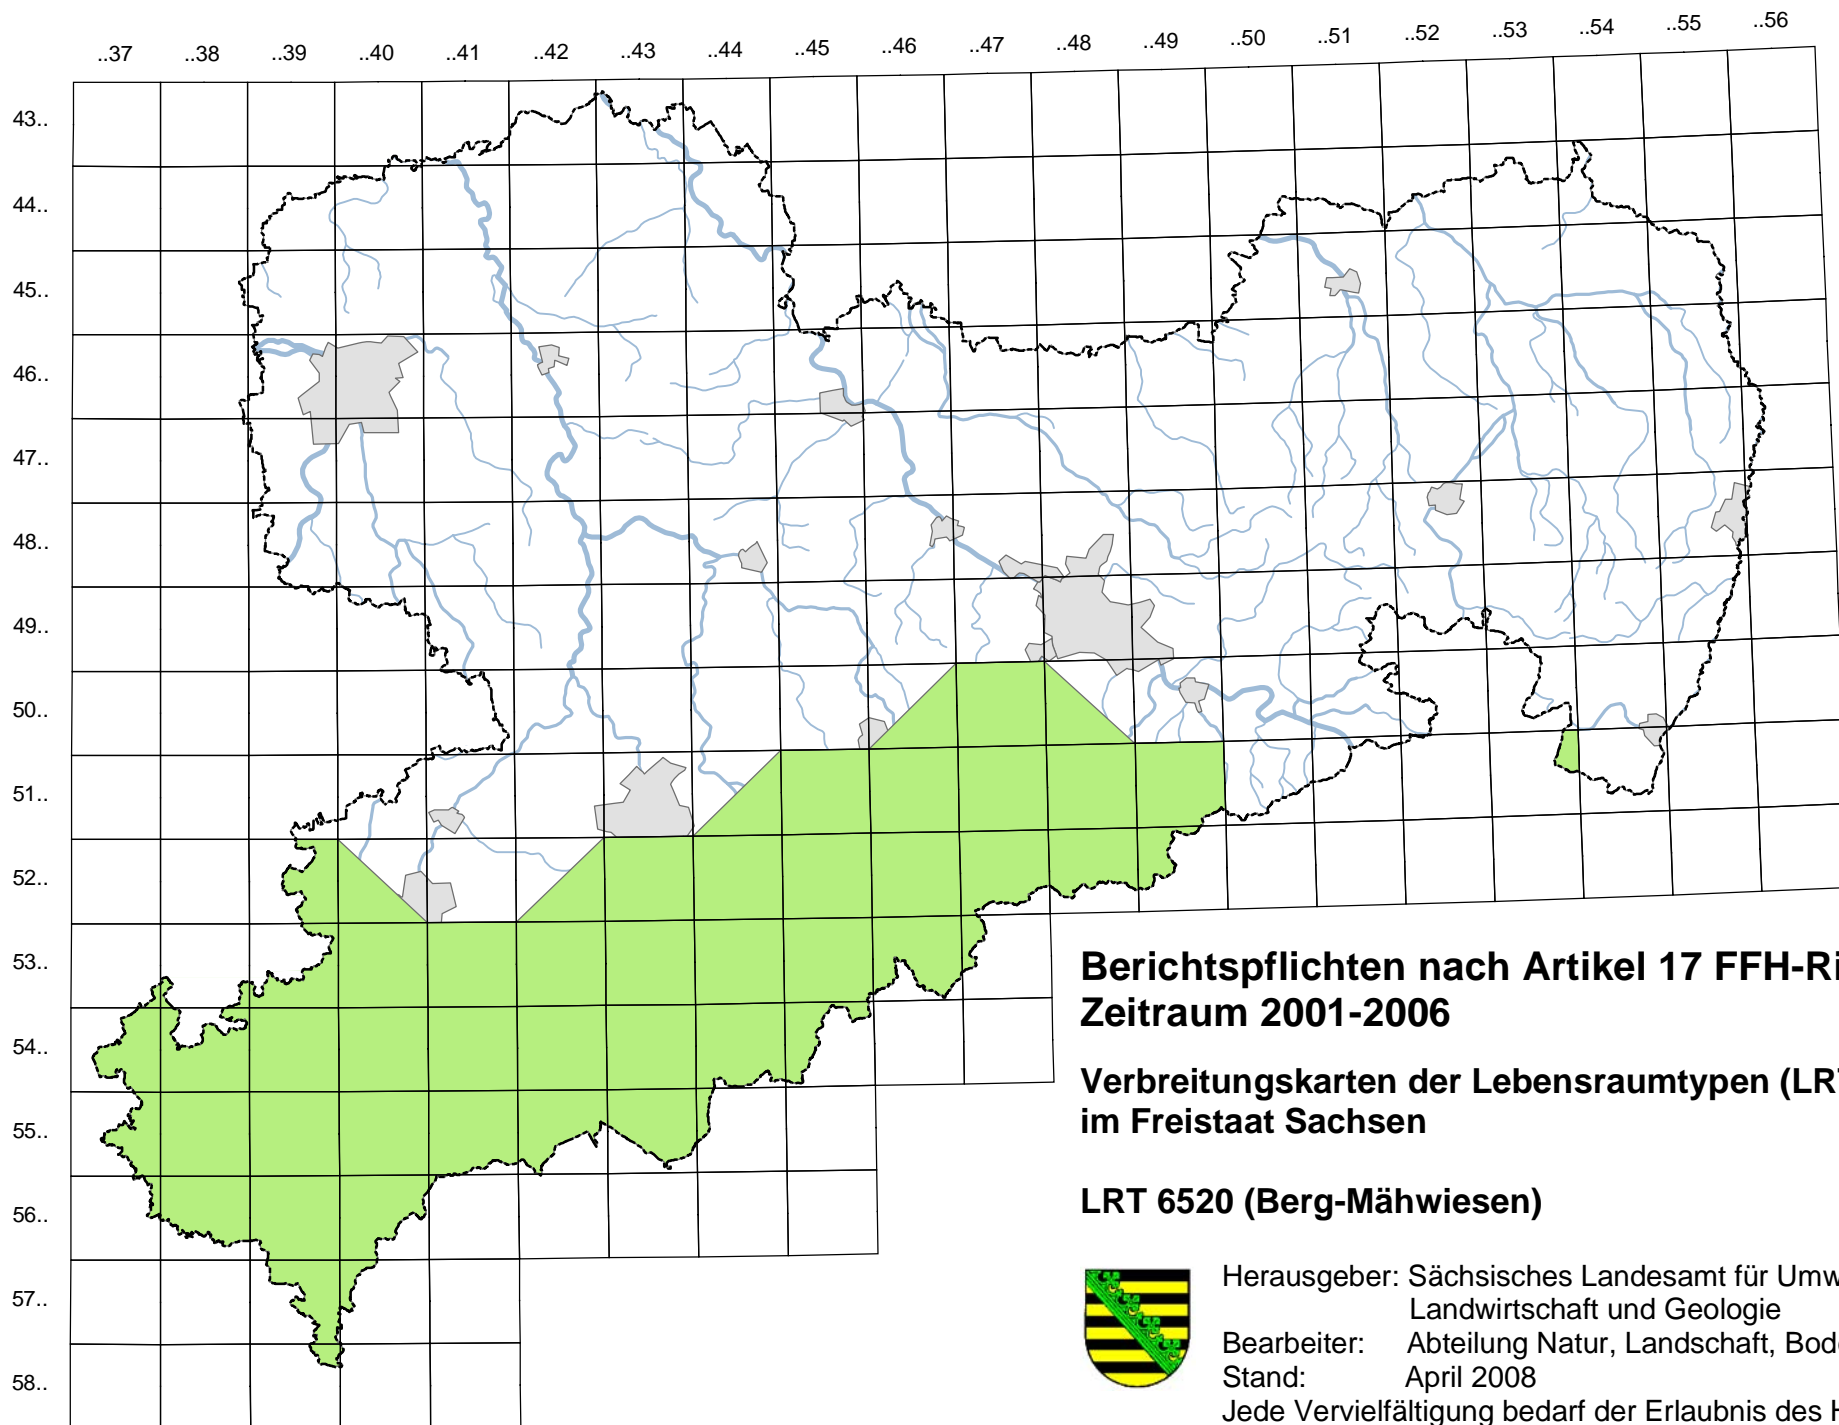 ..37 ..38 ..39 ..40 ..41 ..42 ..43 ..44 ..45 ..46 ..47 ..48 ..49 ..50 ..51 ..52 ..53 ..54 ..55 ..56
43..
44..
45..
46..
47..
48..
49..
50..
51..
52..
53..
54..
55..
56..
57..
58..
Berichtspflichten nach Artikel 17 FFH-Ri
Zeitraum 2001-2006
Verbreitungskarten der Lebensraumtypen (LRT
im Freistaat Sachsen
LRT 6520 (Berg-Mähwiesen)
Herausgeber: Sächsisches Landesamt für Umw
Landwirtschaft und Geologie
Bearbeiter: Abteilung Natur, Landschaft, Bod
Stand: April 2008
Jede Vervielfältigung bedarf der Erlaubnis des H